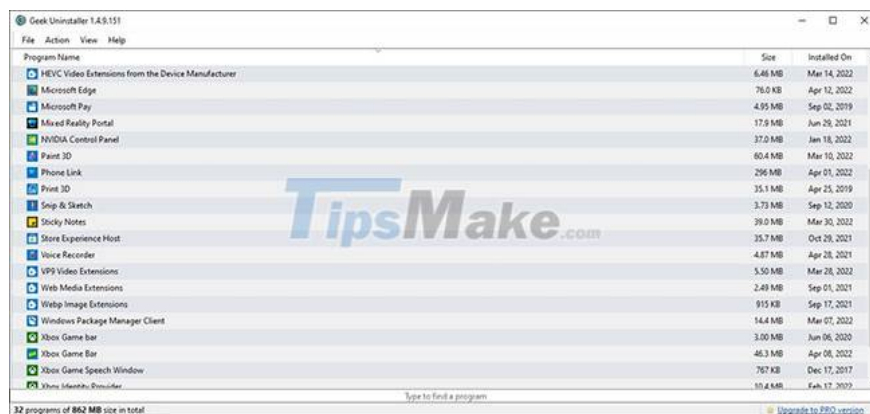 Geek Uninstaller 1.4.9.151
File Action View Help
Program Name Size Installed On
HEVC Video Extensions from the Device Manufacturer 6.46 MB Mar 14, 2022
Microsoft Edge 76.0 KB Apr 12, 2022
Microsoft Pay 4.95 MB Sep 02, 2019
Mixed Reality Portal 17.9 MB Jun 29, 2021
NVIDIA Control Panel 37.0 MB Jan 18, 2022
Paint 3D 60.4 MB Mar 10, 2022
Phone Link 296 MB Apr 01, 2022
Print 3D 35.1 MB Apr 25, 2019
Snip & Sketch 3.73 MB Sep 12, 2020
Sticky Notes 39.0 MB Mar 30, 2022
Store Experience Host 35.7 MB Oct 29, 2021
Voice Recorder 4.87 MB Apr 28, 2021
VP9 Video Extensions 5.50 MB Mar 28, 2022
Web Media Extensions 2.49 MB Sep 01, 2021
Webp Image Extensions 915 KB Sep 17, 2021
Windows Package Manager Client 14.4 MB Mar 07, 2022
Xbox Game bar 3.00 MB Jun 06, 2020
Xbox Game Bar 46.3 MB Apr 08, 2022
Xbox Game Speech Window 767 KB Dec 17, 2017
Xbox Identity Provider 10.4 MB Feb 17, 2022
Type to find a program
32 programs of 862 MB size in total Upgrade to PRO version
TipsMake.com